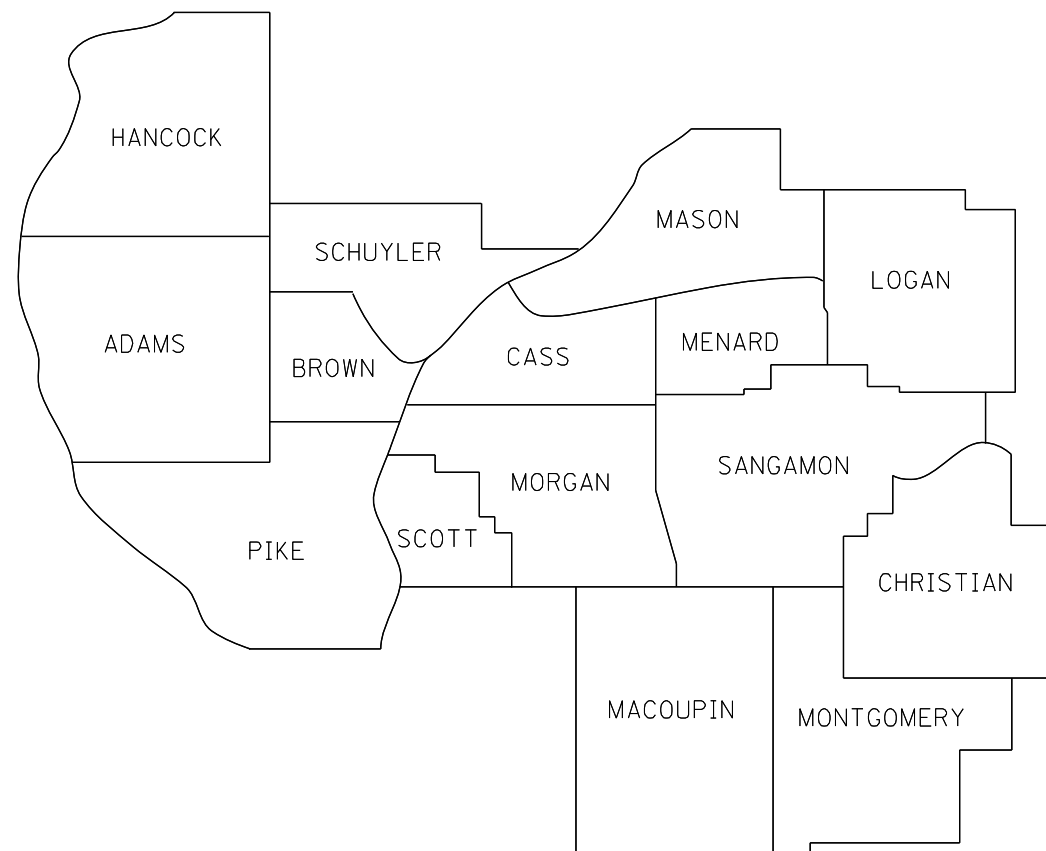 HANCOCK
MASON
SCHUYLER
LOGAN
ADAMS
MENARD
CASS
BROWN
SANGAMON
MORGAN
SCOTT
PIKE
CHRISTIAN
MACOUPIN
MONTGOMERY